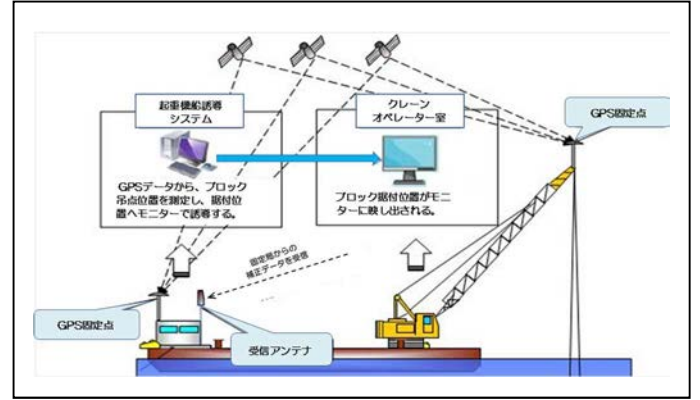 起重機船誘導
システム
クレーン
オペレーター室
GPS固定点
GPSデータから、ブロック
吊点位置を測定し、据付位
置へモニターで誘導する。
ブロック据付位置がモニ
ターに映し出される。
固定局からの
補正データを受信
GPS固定点
受信アンテナ